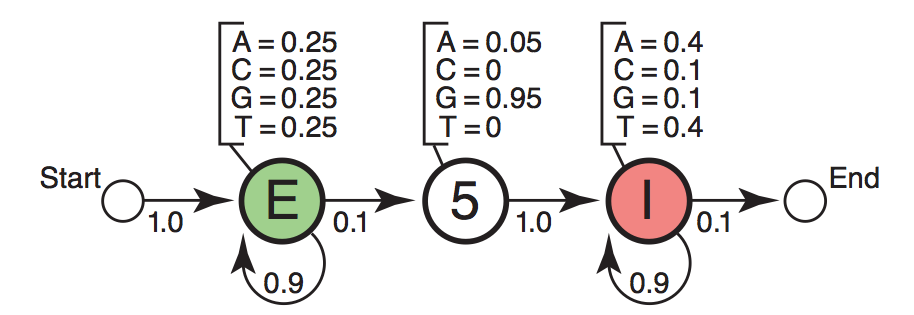 A = 0.25
C = 0.25
G = 0.25
T = 0.25
A = 0.05
C = 0
G = 0.95
T = 0
A = 0.4
C = 0.1
G = 0.1
T = 0.4
Start
E
5
I
End
1.0
0.1
1.0
0.1
0.9
0.9